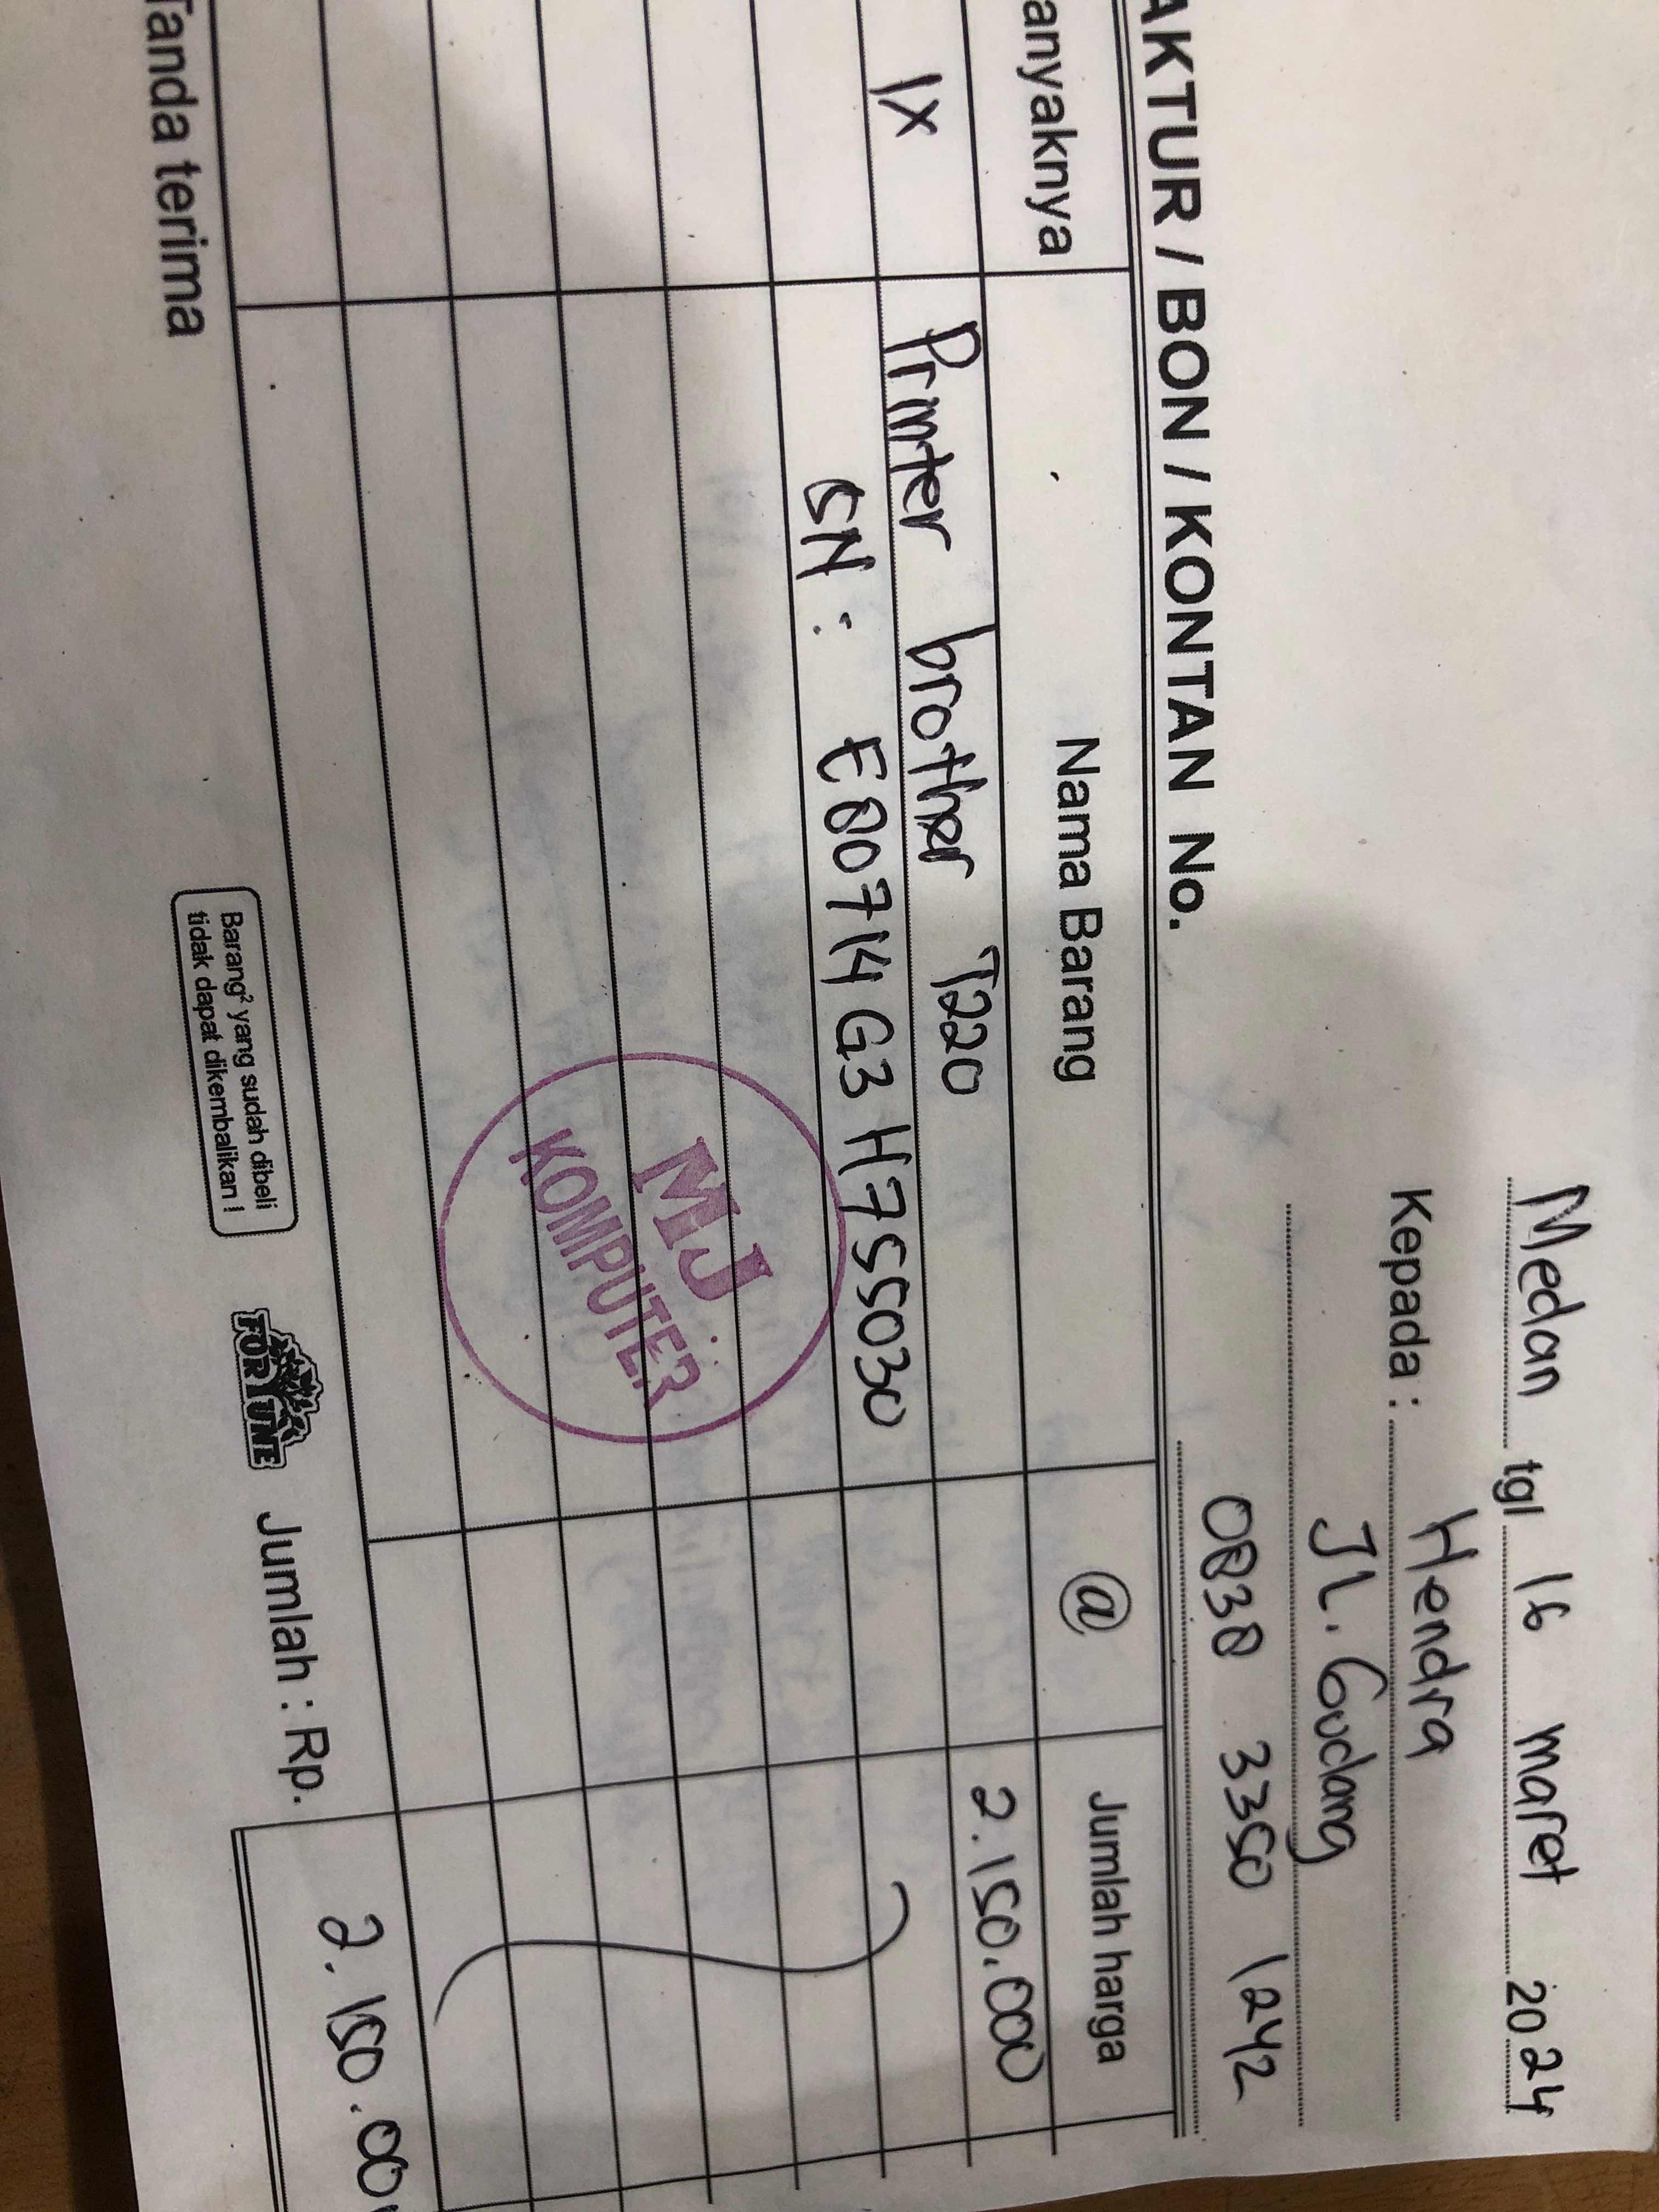 Medan tgl 16 maret 2024
Kepada : Hendra
JL. Gudang
0838 3350 1242
AKTUR / BON / KONTAN No.
anyaknya Nama Barang @ Jumlah harga
1x Printer brother T220 2.150.000
SN : E80714G3H755030
MJ
KOMPUTER
Tanda terima
Barang² yang sudah dibeli
tidak dapat dikembalikan !
FORTUNE
Jumlah : Rp. 2.150.00